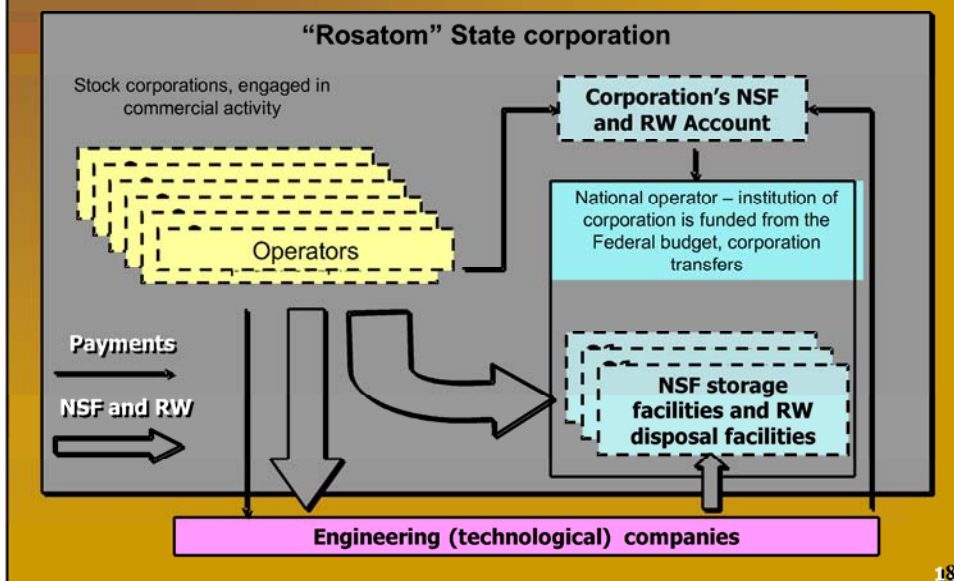 “Rosatom” State corporation
Stock corporations, engaged in
commercial activity
Corporation’s NSF
and RW Account
National operator – institution of
corporation is funded from the
Federal budget, corporation
transfers
Operators
Payments
NSF and RW
NSF storage
facilities and RW
disposal facilities
Engineering (technological) companies
18